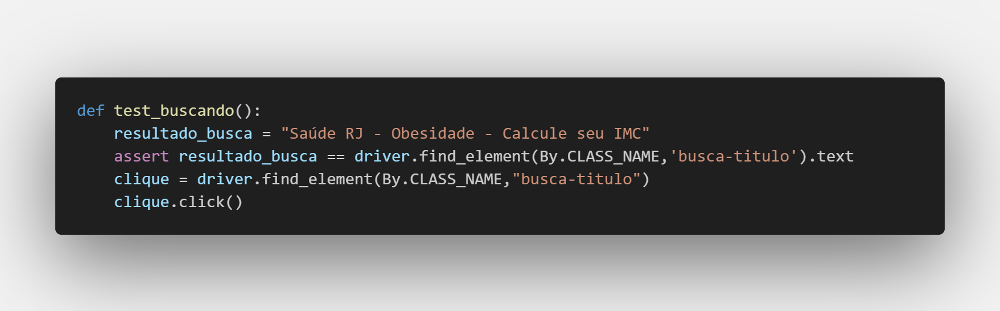 def test_buscando():
    resultado_busca = "Saúde RJ - Obesidade - Calcule seu IMC"
    assert resultado_busca == driver.find_element(By.CLASS_NAME,'busca-titulo').text
    clique = driver.find_element(By.CLASS_NAME,"busca-titulo")
    clique.click()